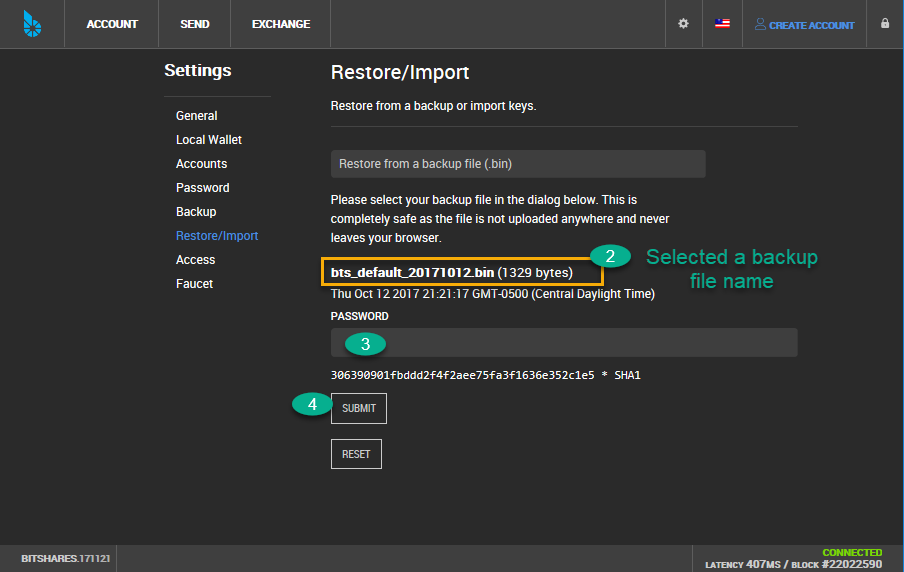 ACCOUNT SEND EXCHANGE CREATE ACCOUNT
Settings
General
Local Wallet
Accounts
Password
Backup
Restore/Import
Access
Faucet
Restore/Import
Restore from a backup or import keys.
Restore from a backup file (.bin)
Please select your backup file in the dialog below. This is
completely safe as the file is not uploaded anywhere and never
leaves your browser.
2 Selected a backup
file name
bts_default_20171012.bin (1329 bytes)
Thu Oct 12 2017 21:21:17 GMT-0500 (Central Daylight Time)
PASSWORD
3
306390901fbddd2f4f2aee75fa3f1636e352c1e5 * SHA1
4 SUBMIT
RESET
BITSHARES.171121
CONNECTED
LATENCY 407MS / BLOCK #22022590